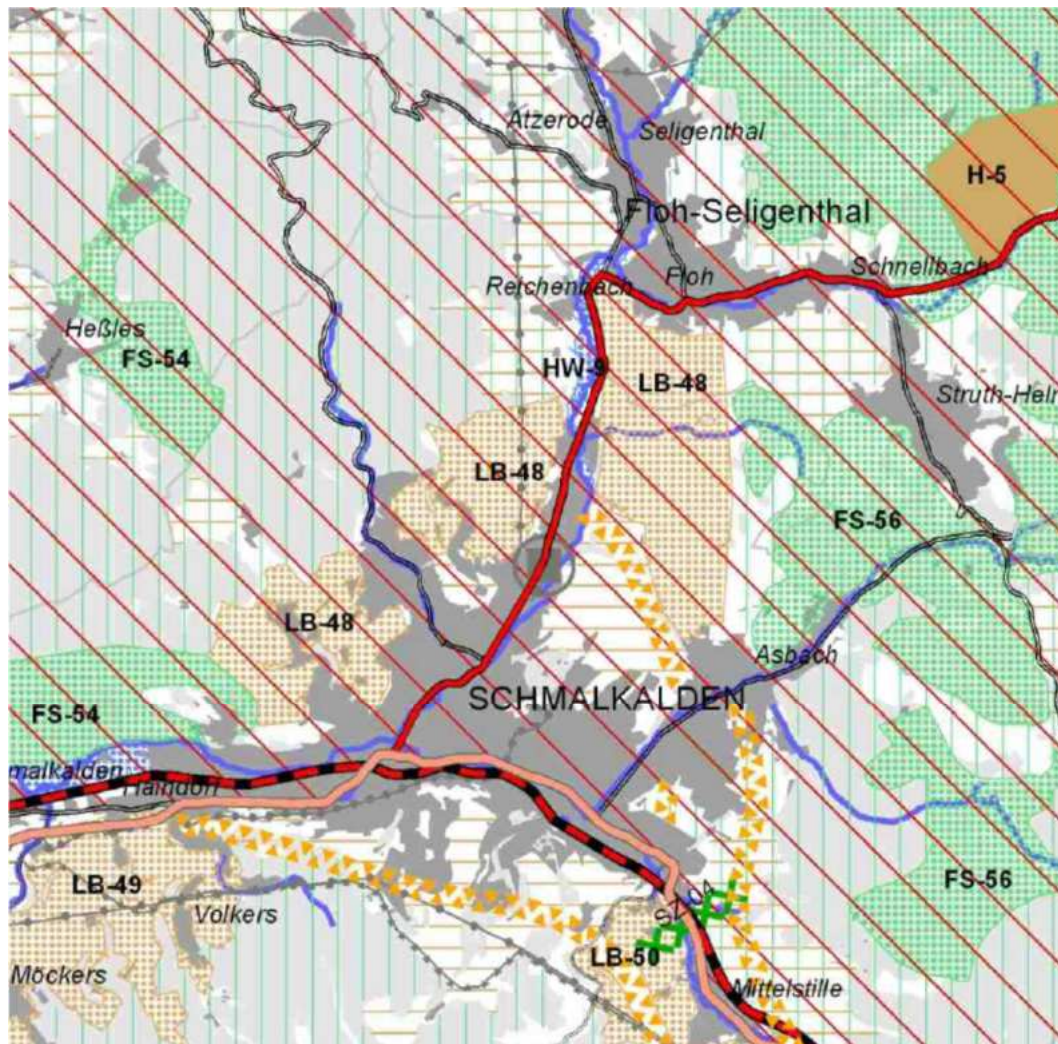 Atzerode
Seligenthal
H-5
Floh-Seligenthal
Reichenbach
Floh
Schnellbach
Heßles
FS-54
HW-9
LB-48
Struth-Helm
LB-48
FS-56
LB-48
Asbach
FS-54
SCHMALKALDEN
malkalden
Haindorf
LB-49
FS-56
Volkers
LB-50
Möckers
Mittelstille